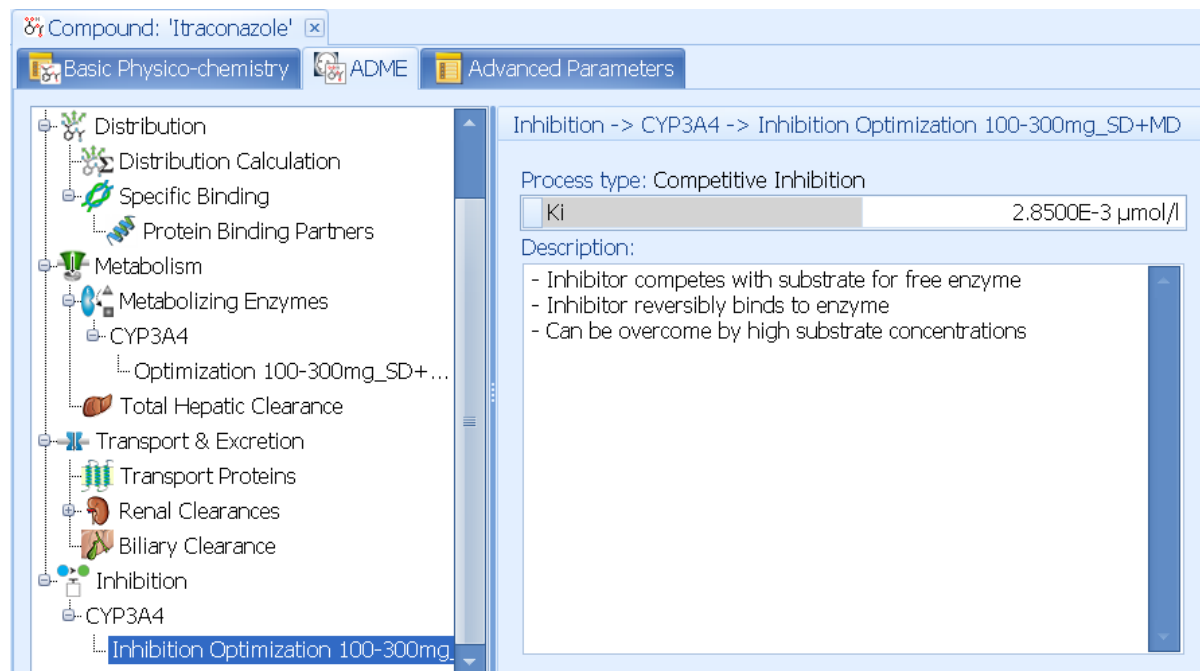 Compound: 'Itraconazole'
Basic Physico-chemistry
ADME
Advanced Parameters
Distribution
Distribution Calculation
Specific Binding
Protein Binding Partners
Metabolism
Metabolizing Enzymes
CYP3A4
Optimization 100-300mg_SD+...
Total Hepatic Clearance
Transport & Excretion
Transport Proteins
Renal Clearances
Biliary Clearance
Inhibition
CYP3A4
Inhibition Optimization 100-300mg_
Inhibition -> CYP3A4 -> Inhibition Optimization 100-300mg_SD+MD
Process type: Competitive Inhibition
Ki 2.8500E-3 µmol/l
Description:
- Inhibitor competes with substrate for free enzyme
- Inhibitor reversibly binds to enzyme
- Can be overcome by high substrate concentrations